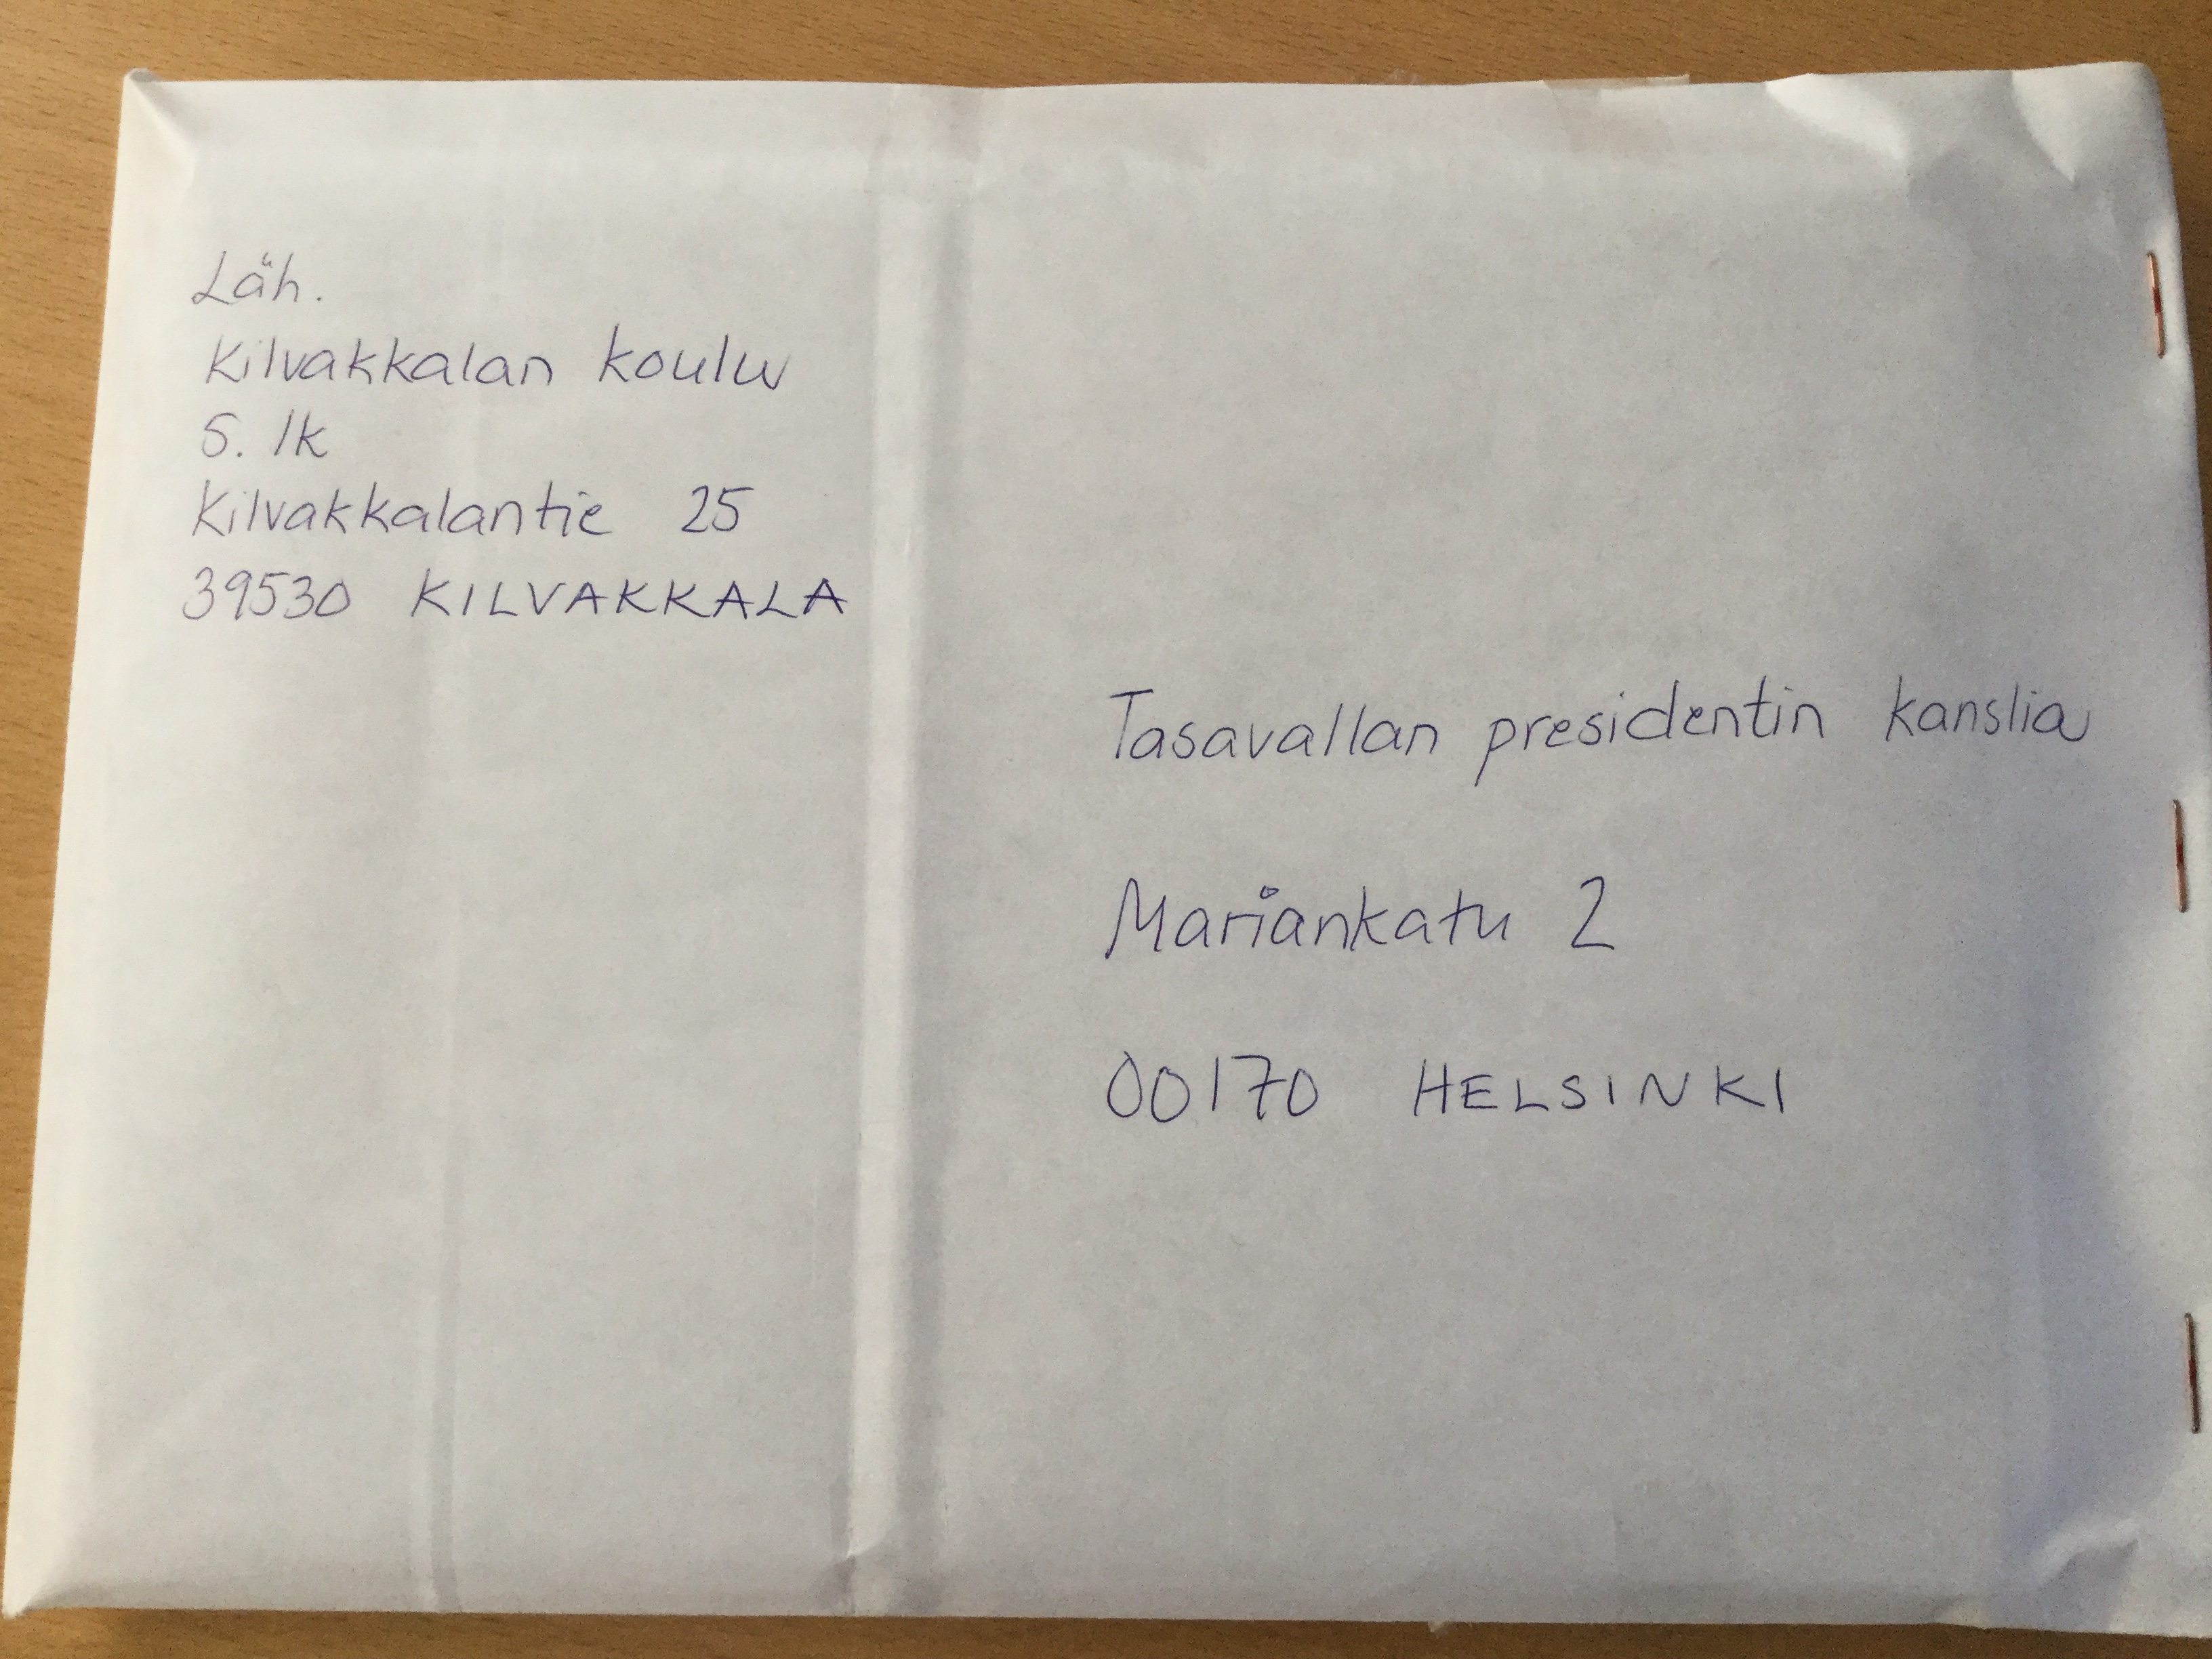 Läh.
Kilvakkalan koulu
5. lk
Kilvakkalantie 25
39530 KILVAKKALA
Tasavallan presidentin kanslia
Mariankatu 2
00170 HELSINKI